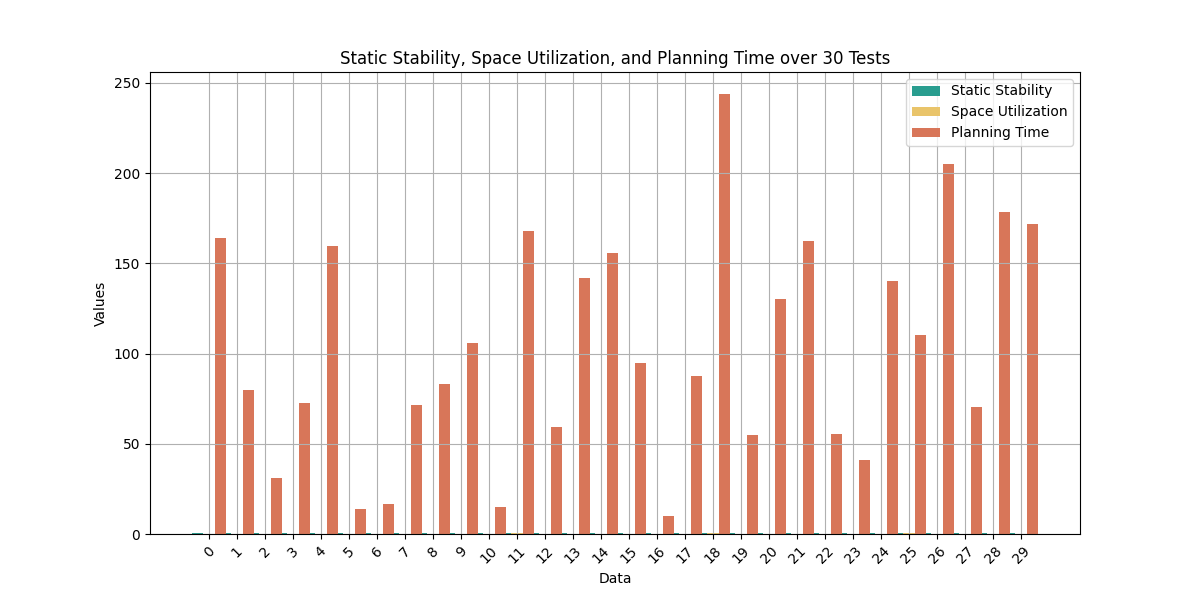 Static Stability, Space Utilization, and Planning Time over 30 Tests
Static Stability
Space Utilization
Planning Time
Values
250
200
150
100
50
0
0 1 2 3 4 5 6 7 8 9 10 11 12 13 14 15 16 17 18 19 20 21 22 23 24 25 26 27 28 29
Data